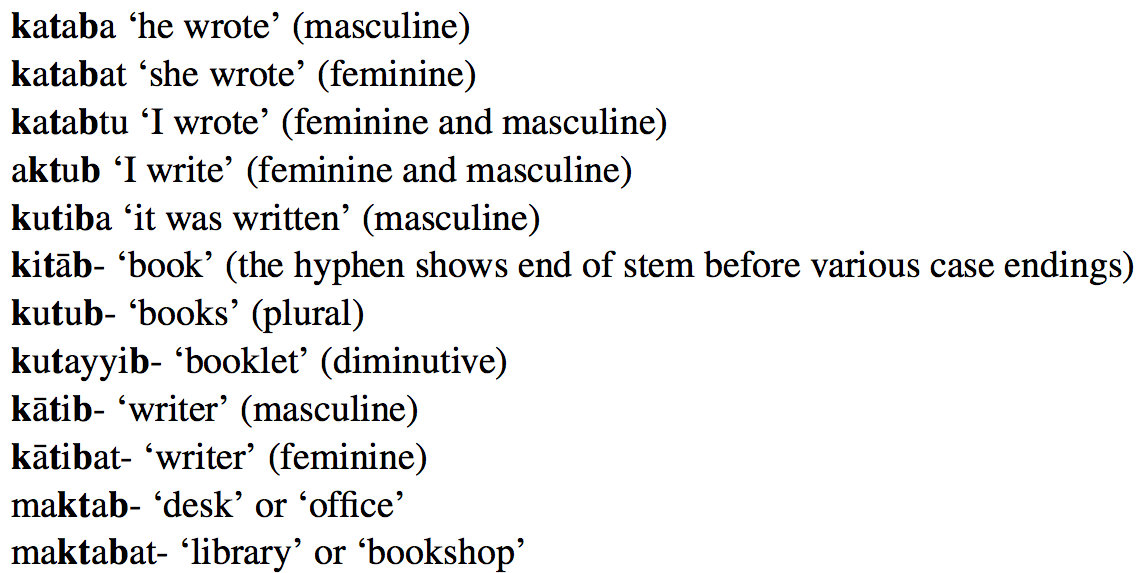 kataba ‘he wrote’ (masculine)
katabat ‘she wrote’ (feminine)
katabtu ‘I wrote’ (feminine and masculine)
aktub ‘I write’ (feminine and masculine)
kutiba ‘it was written’ (masculine)
kitāb- ‘book’ (the hyphen shows end of stem before various case endings)
kutub- ‘books’ (plural)
kutayyib- ‘booklet’ (diminutive)
kātib- ‘writer’ (masculine)
kātibat- ‘writer’ (feminine)
maktab- ‘desk’ or ‘office’
maktabat- ‘library’ or ‘bookshop’